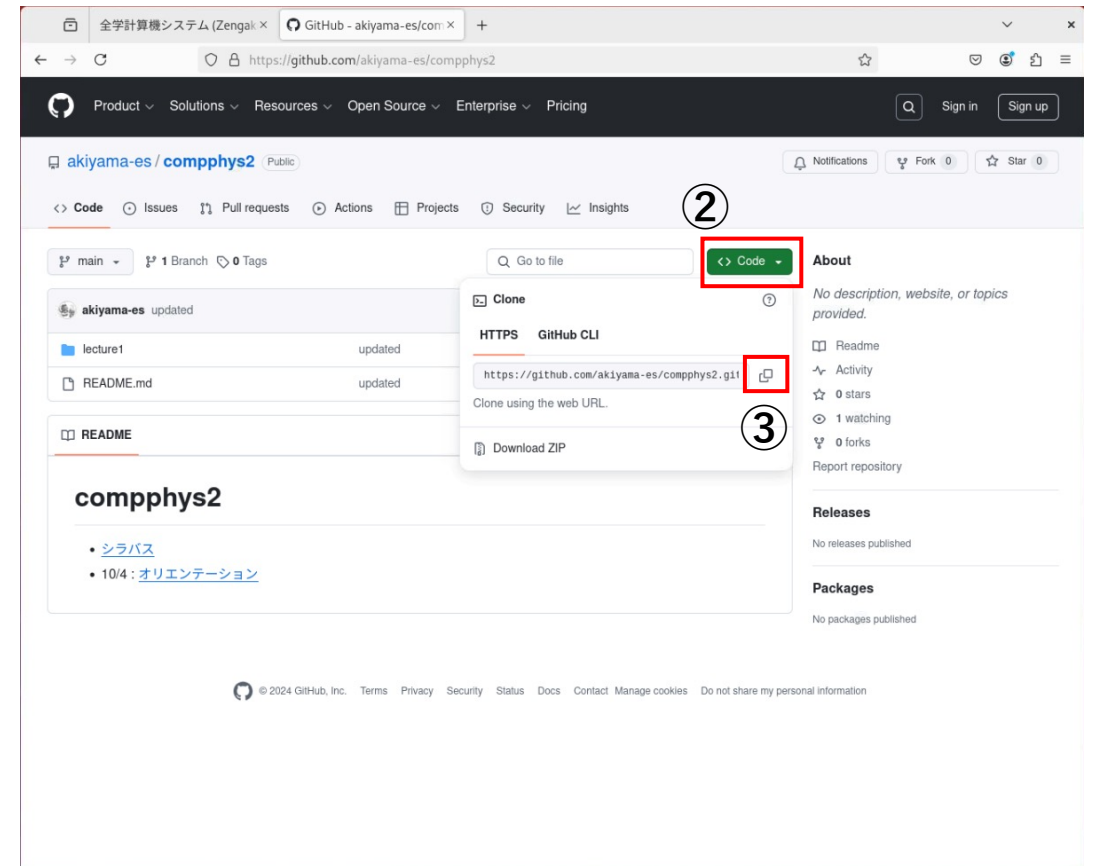 全学計算機システム (Zengak
GitHub - akiyama-es/com
https://github.com/akiyama-es/compphys2
Product Solutions Resources Open Source Enterprise Pricing
Sign in Sign up
akiyama-es / compphys2 Public
Notifications Fork 0 Star 0
Code Issues Pull requests Actions Projects Security Insights
②
main 1 Branch 0 Tags
Go to file
Code
About
No description, website, or topics
provided.
akiyama-es updated
lecture1 updated
README.md updated
Clone
HTTPS GitHub CLI
https://github.com/akiyama-es/compphys2.git
③
Clone using the web URL.
Download ZIP
Readme
Activity
0 stars
1 watching
0 forks
Report repository
README
compphys2
• シラバス
• 10/4 : オリエンテーション
Releases
No releases published
Packages
No packages published
© 2024 GitHub, Inc. Terms Privacy Security Status Docs Contact Manage cookies Do not share my personal information